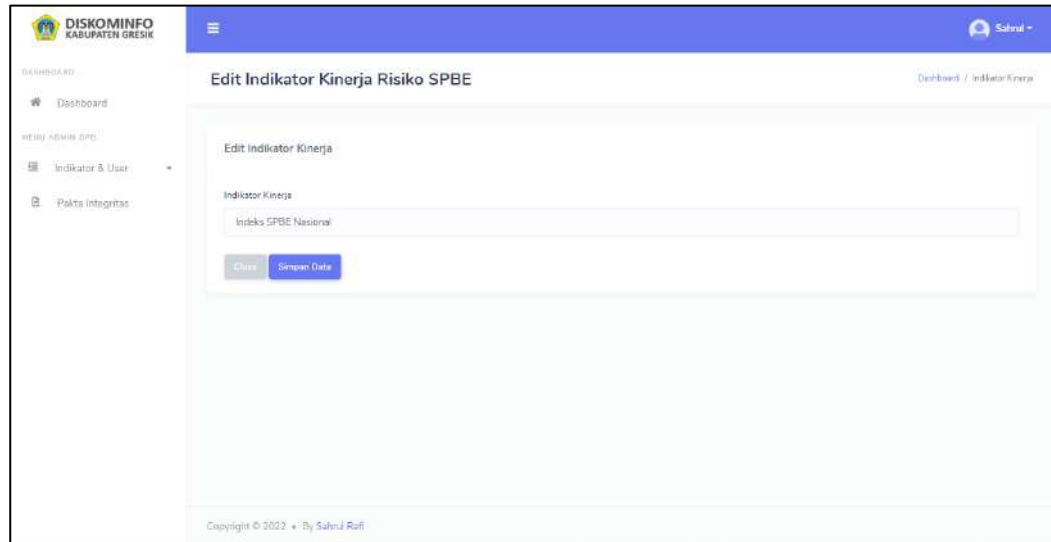 DISKOMINFO
KABUPATEN GRESIK
Sahrul
DASHBOARD
Edit Indikator Kinerja Risiko SPBE
Dashboard / Indikator Kinerja
Dashboard
MENU ADMIN OPD
Edit Indikator Kinerja
Indikator & User
Indikator Kinerja
Pakta Integritas
Indeks SPBE Nasional
Close
Simpan Data
Copyright © 2022 • By Sahrul Rafi